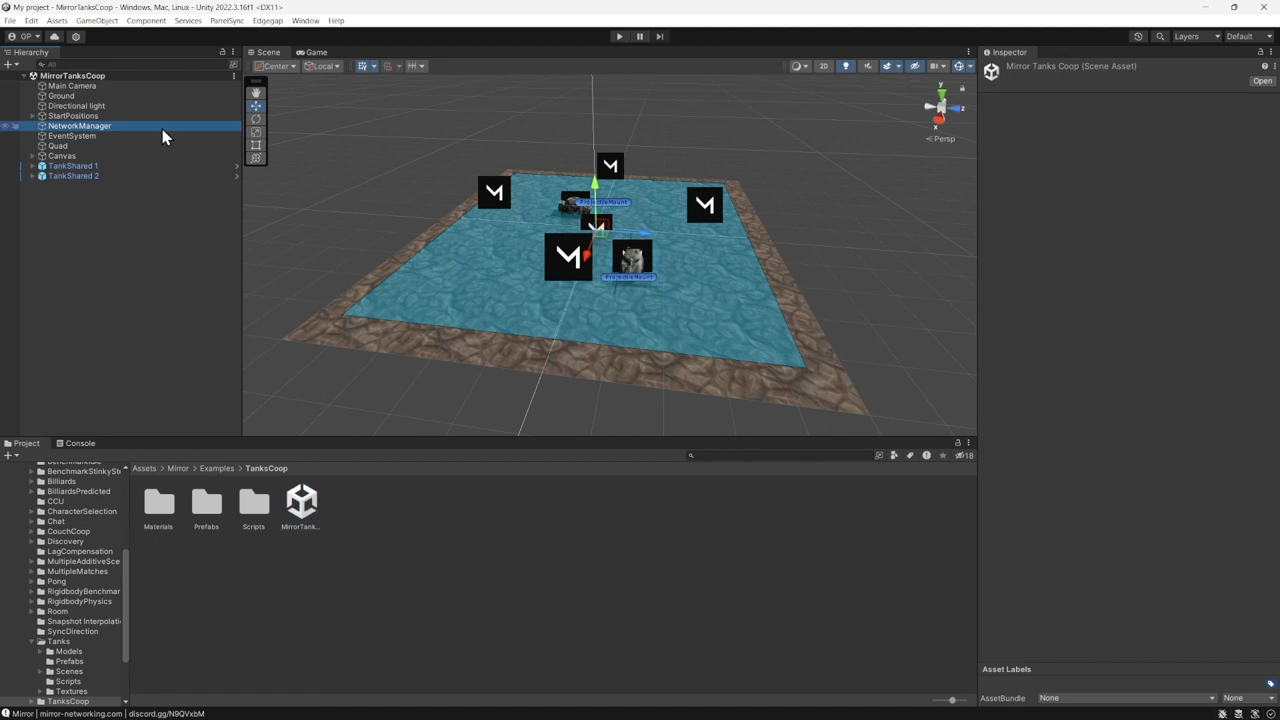 My project - MirrorTanksCoop - Windows, Mac, Linux - Unity 2022.3.16f1 <DX11>
File Edit Assets GameObject Component Services ParrelSync Edgegap Window Help
GP Layers Default
Hierarchy
All
MirrorTanksCoop
Main Camera
Ground
Directional light
StartPositions
NetworkManager
EventSystem
Quad
Canvas
TankShared 1
TankShared 2
Scene Game
Center Local 2D
y
z
x
Persp
ProjectileMount
ProjectileMount
Inspector
Mirror Tanks Coop (Scene Asset)
Open
Asset Labels
AssetBundle None None
Project Console
18
Assets > Mirror > Examples > TanksCoop
BenchmarkStinkySt
Billiards
BilliardsPredicted
CCU
CharacterSelection
Chat
CouchCoop
Discovery
LagCompensation
MultipleAdditiveSce
MultipleMatches
Pong
RigidbodyBenchmar
RigidbodyPhysics
Room
Snapshot Interpolati
SyncDirection
Tanks
Models
Prefabs
Scenes
Scripts
Textures
TanksCoop
Materials Prefabs Scripts MirrorTank...
Mirror | mirror-networking.com | discord.gg/N9QVxbM